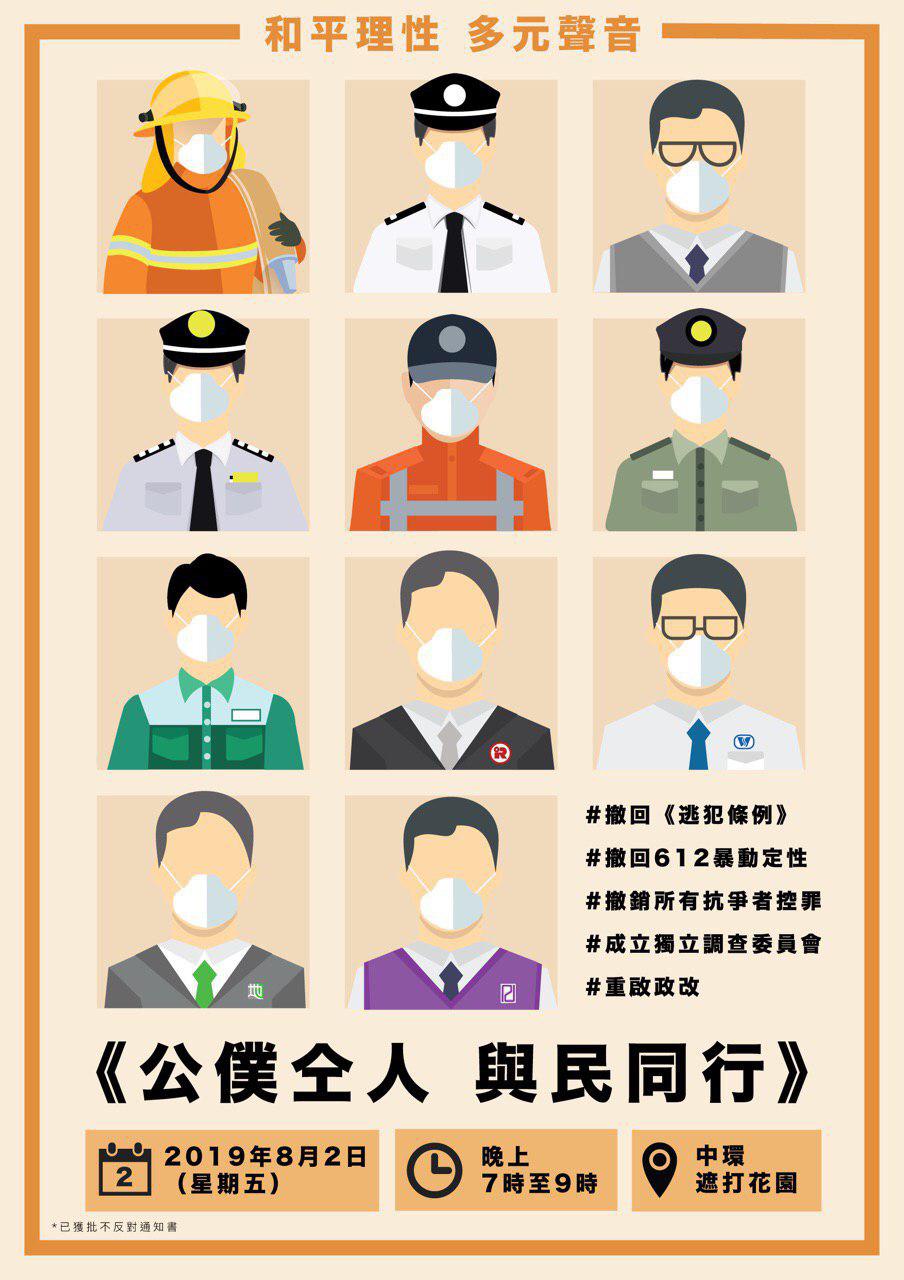 和平理性 多元聲音
R
W
地
#撤回《逃犯條例》
#撤回612暴動定性
#撤銷所有抗爭者控罪
#成立獨立調查委員會
#重啟政改
《公僕仝人 與民同行》
2
2019年8月2日
(星期五)
晚上
7時至9時
中環
遮打花園
*已獲批不反對通知書